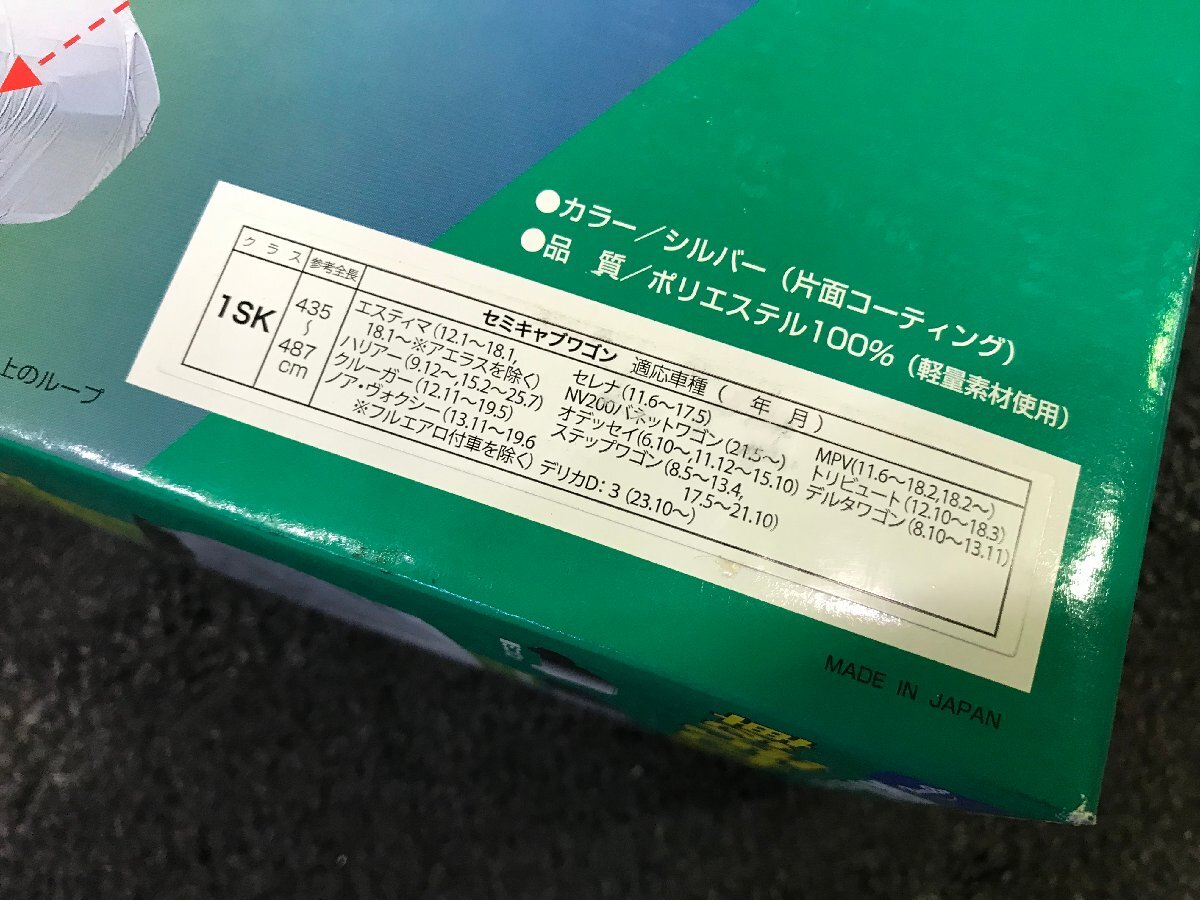 ●カラー／シルバー（片面コーティング）
●品　質／ポリエステル100%（軽量素材使用）
クラス 参考全長 セミキャブワゴン 適応車種（　年　月）
1SK
435
〜
487
cm
エスティマ（12.1〜18.1,
18.1〜※アエラスを除く）
ハリアー（9.12〜,15.2〜25.7）
クルーガー（12.11〜19.5）
ノア・ヴォクシー（13.11〜19.6
※フルエアロ付車を除く）
セレナ（11.6〜17.5）
NV200バネットワゴン（21.5〜）
オデッセイ（6.10〜,11.12〜15.10）
ステップワゴン（8.5〜13.4,
17.5〜21.10）
デリカD:3（23.10〜）
MPV（11.6〜18.2,18.2〜）
トリビュート（12.10〜18.3）
デルタワゴン（8.10〜13.11）
上のループ
MADE IN JAPAN